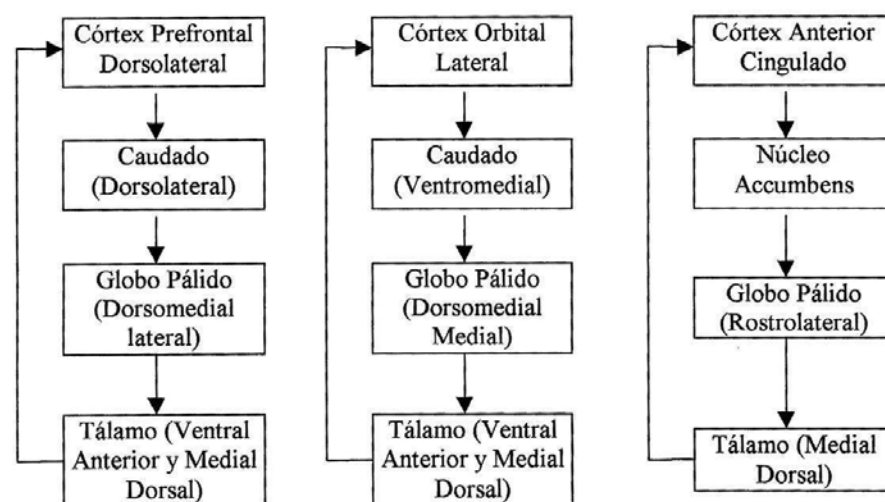 Córtex Prefrontal
Dorsolateral
Caudado
(Dorsolateral)
Globo Pálido
(Dorsomedial
lateral)
Tálamo (Ventral
Anterior y Medial
Dorsal)
Córtex Orbital
Lateral
Caudado
(Ventromedial)
Globo Pálido
(Dorsomedial
Medial)
Tálamo (Ventral
Anterior y Medial
Dorsal)
Córtex Anterior
Cingulado
Núcleo
Accumbens
Globo Pálido
(Rostrolateral)
Tálamo (Medial
Dorsal)